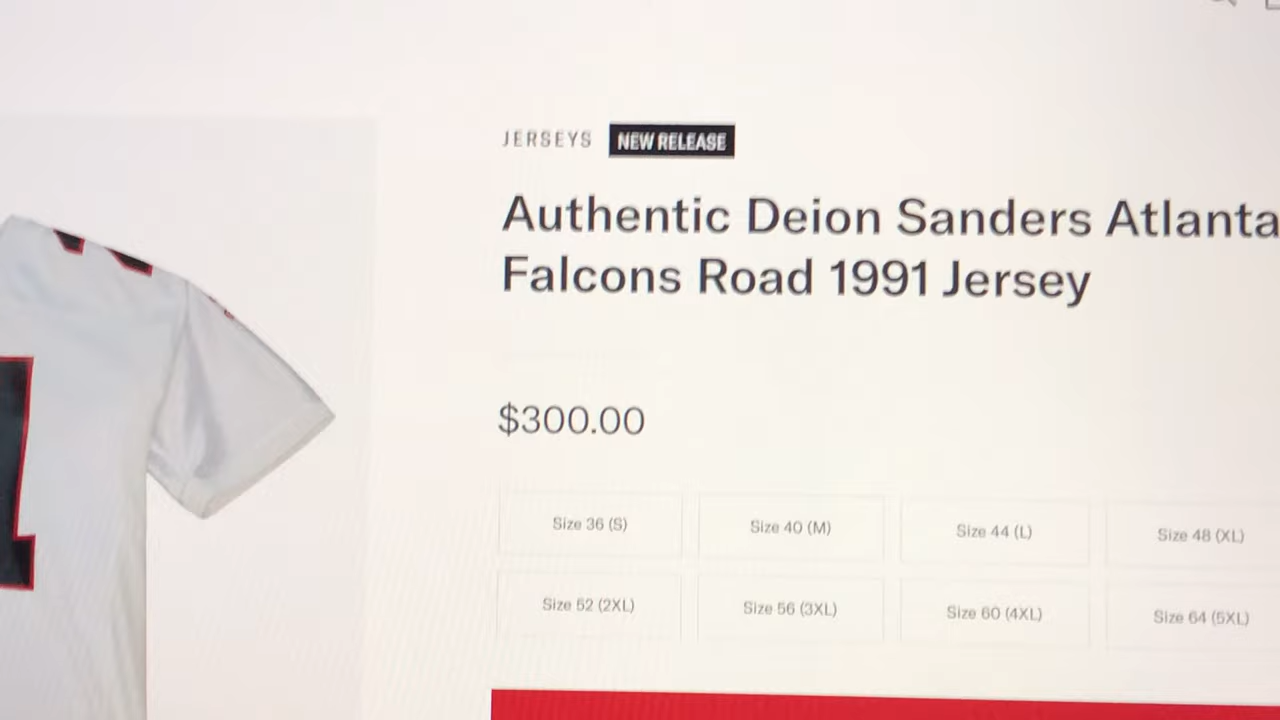 JERSEYS NEW RELEASE
Authentic Deion Sanders Atlanta
Falcons Road 1991 Jersey
$300.00
Size 36 (S) Size 40 (M) Size 44 (L) Size 48 (XL)
Size 52 (2XL) Size 56 (3XL) Size 60 (4XL) Size 64 (5XL)